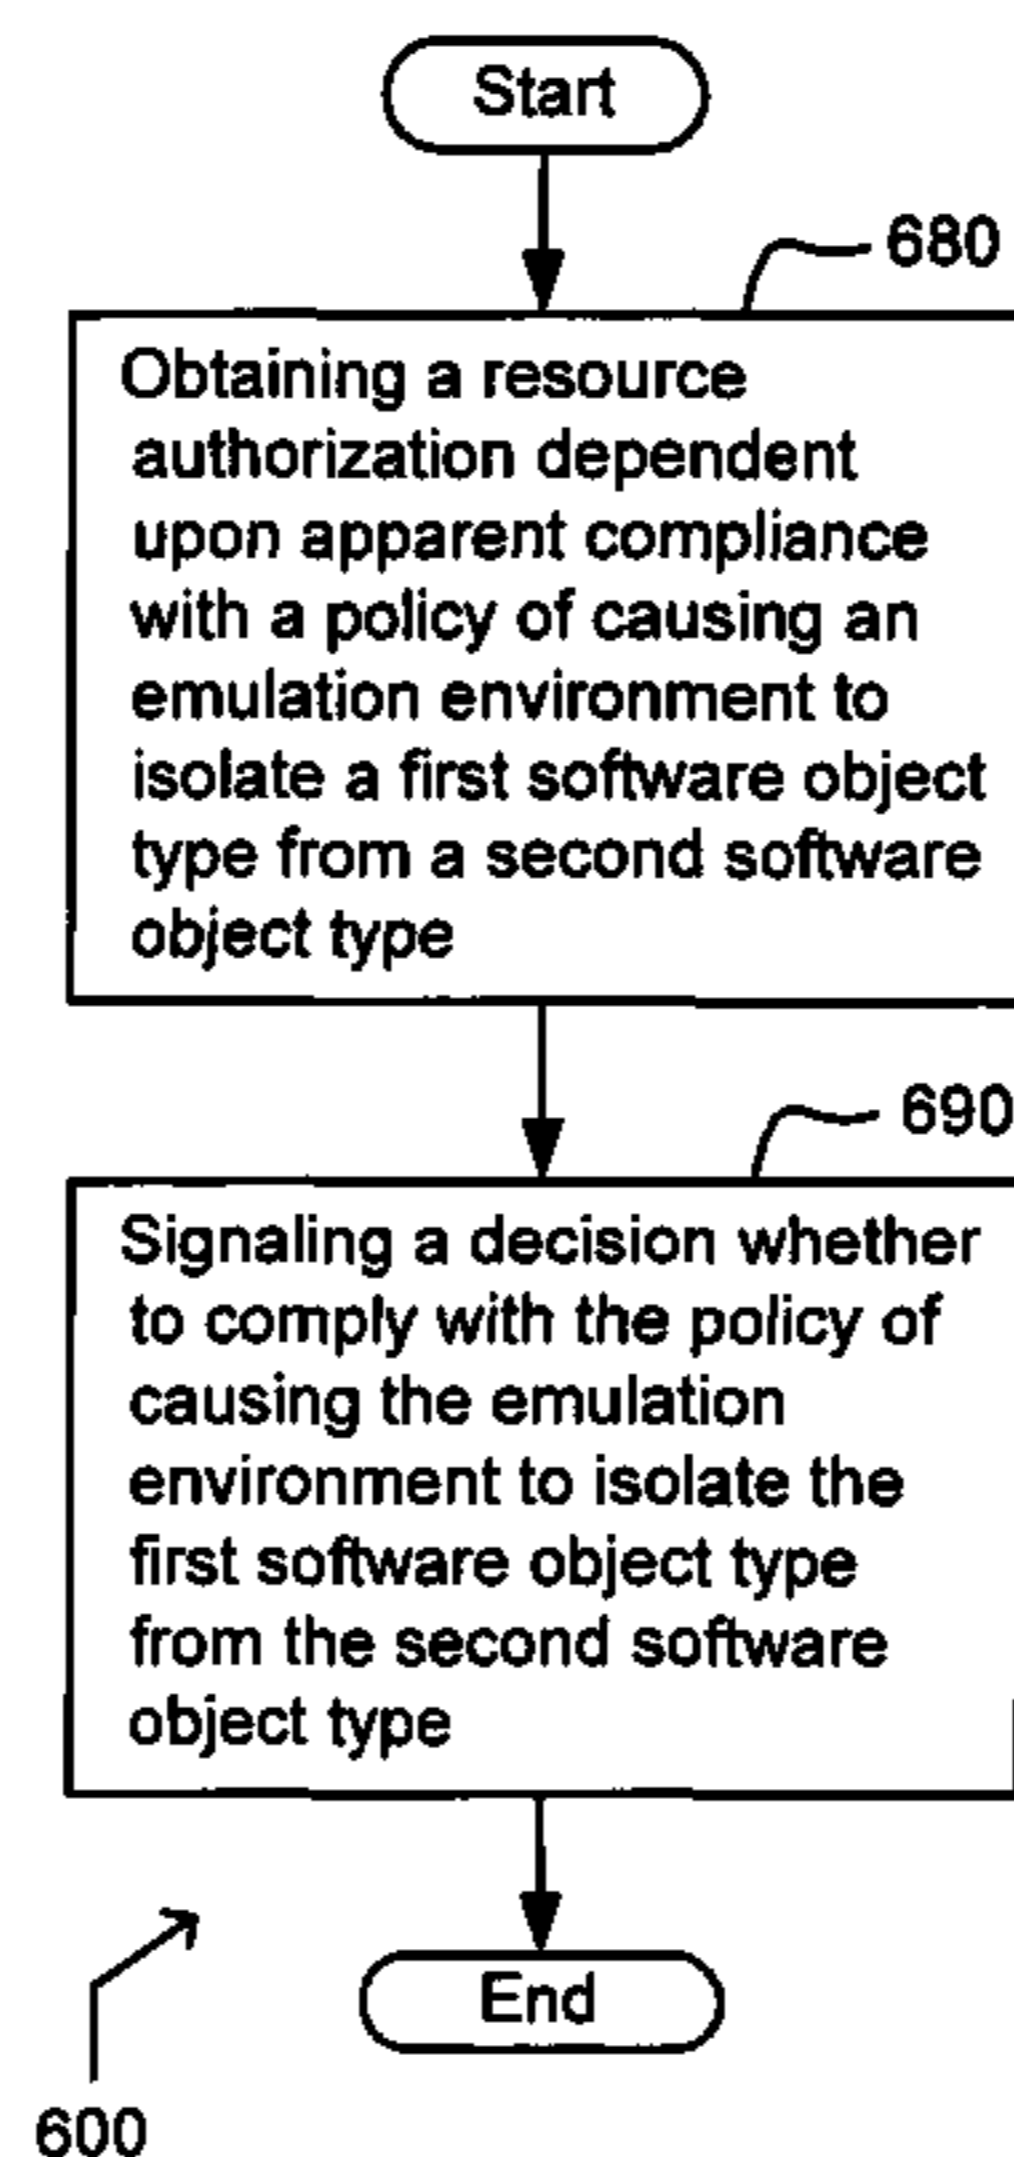 Start
680
Obtaining a resource
authorization dependent
upon apparent compliance
with a policy of causing an
emulation environment to
isolate a first software object
type from a second software
object type
690
Signaling a decision whether
to comply with the policy of
causing the emulation
environment to isolate the
first software object type
from the second software
object type
End
600